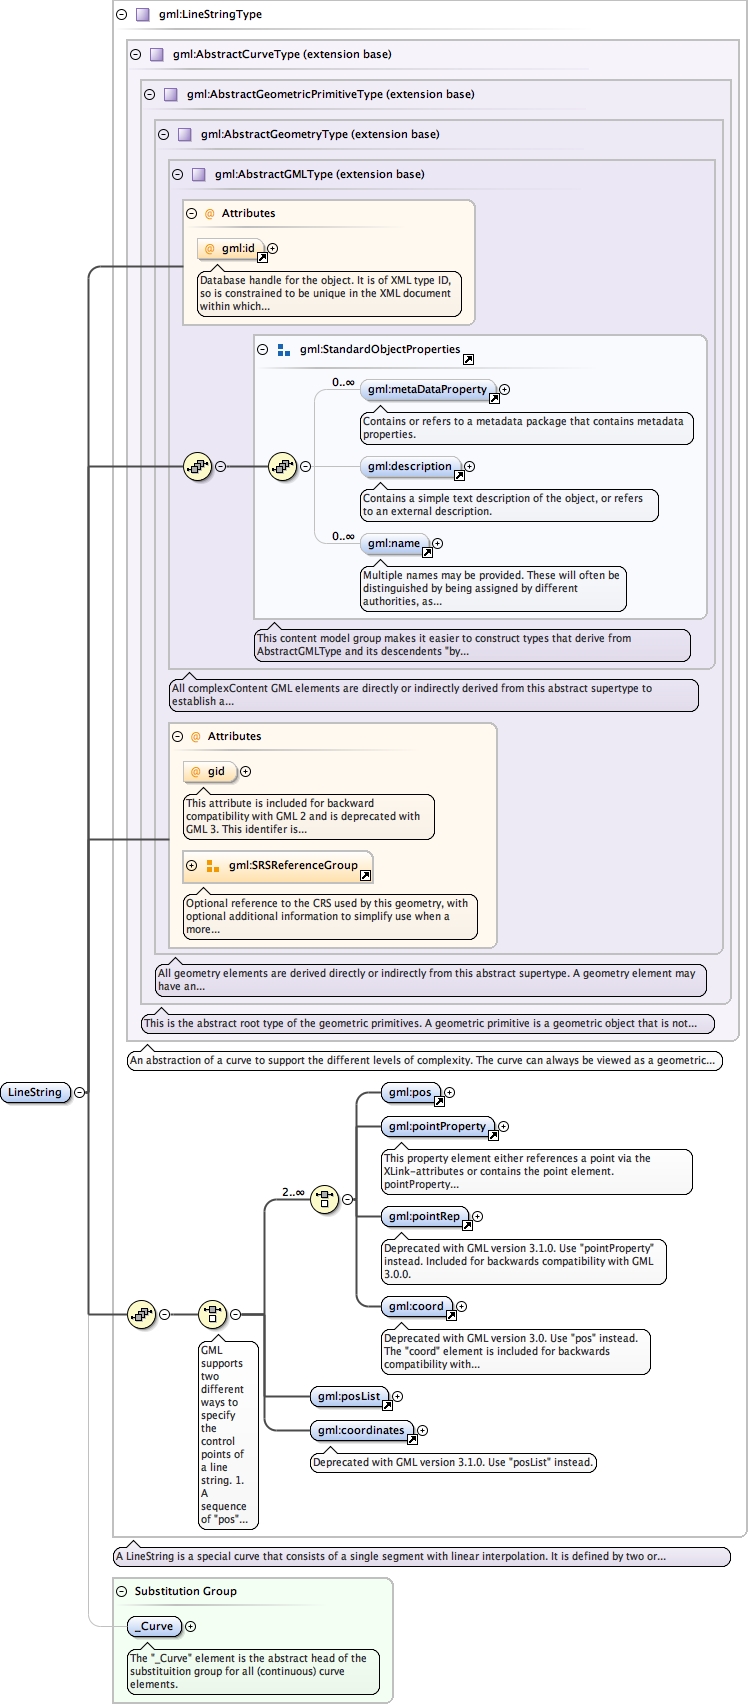 gml:LineStringType
gml:AbstractCurveType (extension base)
gml:AbstractGeometricPrimitiveType (extension base)
gml:AbstractGeometryType (extension base)
gml:AbstractGMLType (extension base)
@ Attributes
@ gml:id
Database handle for the object. It is of XML type ID,
so is constrained to be unique in the XML document
within which...
gml:StandardObjectProperties
0..∞
gml:metaDataProperty
Contains or refers to a metadata package that contains metadata
properties.
gml:description
Contains a simple text description of the object, or refers
to an external description.
0..∞
gml:name
Multiple names may be provided. These will often be
distinguished by being assigned by different
authorities, as...
This content model group makes it easier to construct types that derive from
AbstractGMLType and its descendents "by...
All complexContent GML elements are directly or indirectly derived from this abstract supertype to
establish a...
@ Attributes
@ gid
This attribute is included for backward
compatibility with GML 2 and is deprecated with
GML 3. This identifer is...
gml:SRSReferenceGroup
Optional reference to the CRS used by this geometry, with
optional additional information to simplify use when a
more...
All geometry elements are derived directly or indirectly from this abstract supertype. A geometry element may
have an...
This is the abstract root type of the geometric primitives. A geometric primitive is a geometric object that is not...
An abstraction of a curve to support the different levels of complexity. The curve can always be viewed as a geometric...
LineString
gml:pos
gml:pointProperty
This property element either references a point via the
XLink-attributes or contains the point element.
pointProperty...
2..∞
gml:pointRep
Deprecated with GML version 3.1.0. Use "pointProperty"
instead. Included for backwards compatibility with GML
3.0.0.
gml:coord
Deprecated with GML version 3.0. Use "pos" instead.
The "coord" element is included for backwards
compatibility with...
GML
supports
two
different
ways to
specify
the
control
points of
a line
string. 1.
A
sequence
of "pos"...
gml:posList
gml:coordinates
Deprecated with GML version 3.1.0. Use "posList" instead.
A LineString is a special curve that consists of a single segment with linear interpolation. It is defined by two or...
Substitution Group
_Curve
The "_Curve" element is the abstract head of the
substituition group for all (continuous) curve
elements.